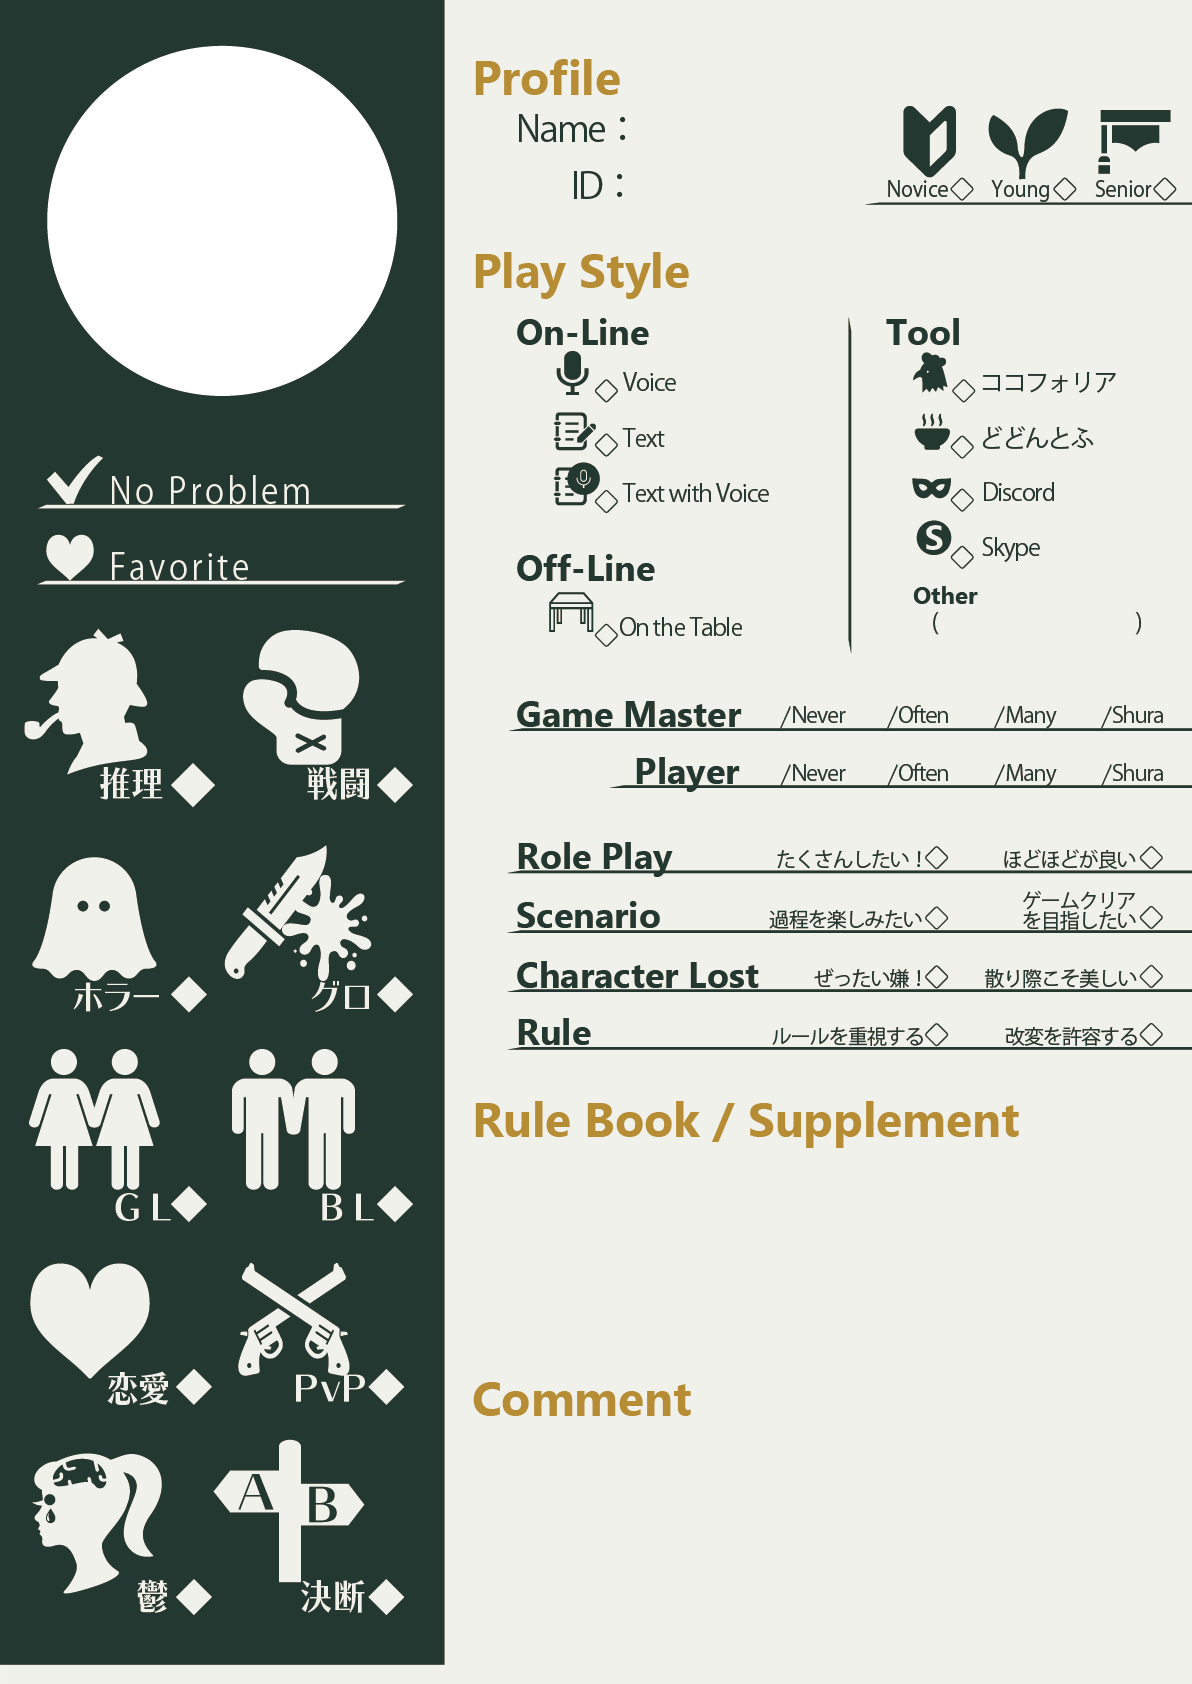 No Problem
Favorite
推理◆
戦闘◆
ホラー◆
グロ◆
GL◆
BL◆
恋愛◆
PvP◆
鬱◆
A
B
決断◆
Profile
Name：
ID：
Novice◇ Young◇ Senior◇
Play Style
On-Line
◇Voice
◇Text
◇Text with Voice
Off-Line
◇On the Table
Tool
◇ココフォリア
◇どどんとふ
◇Discord
S
◇Skype
Other
( )
Game Master /Never /Often /Many /Shura
Player /Never /Often /Many /Shura
Role Play たくさんしたい！◇ ほどほどが良い◇
Scenario 過程を楽しみたい◇ ゲームクリア
を目指したい◇
Character Lost ぜったい嫌！◇ 散り際こそ美しい◇
Rule ルールを重視する◇ 改変を許容する◇
Rule Book / Supplement
Comment